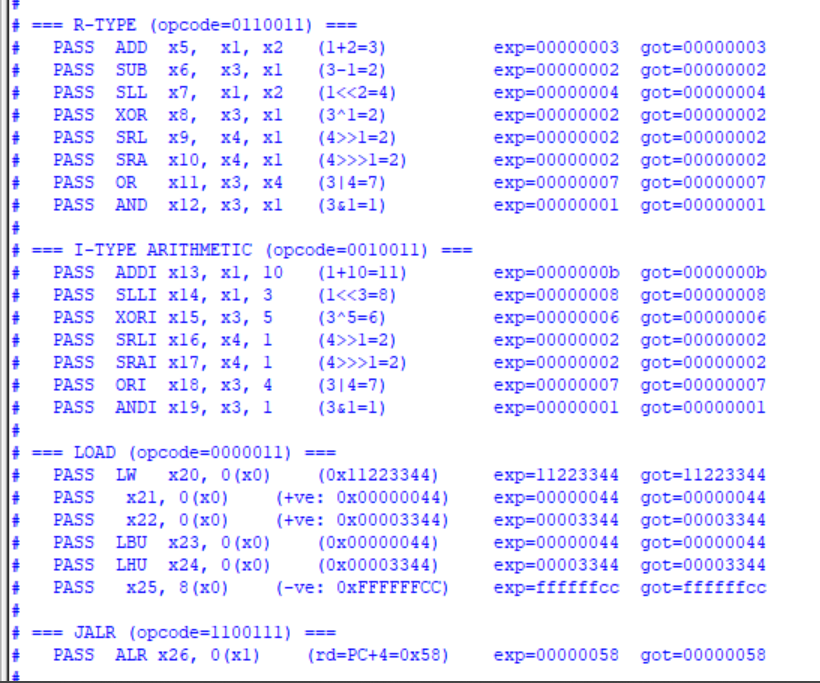 #
# === R-TYPE (opcode=0110011) ===
#   PASS  ADD  x5,  x1, x2   (1+2=3)         exp=00000003  got=00000003
#   PASS  SUB  x6,  x3, x1   (3-1=2)         exp=00000002  got=00000002
#   PASS  SLL  x7,  x1, x2   (1<<2=4)        exp=00000004  got=00000004
#   PASS  XOR  x8,  x3, x1   (3^1=2)         exp=00000002  got=00000002
#   PASS  SRL  x9,  x4, x1   (4>>1=2)        exp=00000002  got=00000002
#   PASS  SRA  x10, x4, x1   (4>>>1=2)       exp=00000002  got=00000002
#   PASS  OR   x11, x3, x4   (3|4=7)         exp=00000007  got=00000007
#   PASS  AND  x12, x3, x1   (3&1=1)         exp=00000001  got=00000001
#
# === I-TYPE ARITHMETIC (opcode=0010011) ===
#   PASS  ADDI x13, x1, 10   (1+10=11)       exp=0000000b  got=0000000b
#   PASS  SLLI x14, x1, 3    (1<<3=8)        exp=00000008  got=00000008
#   PASS  XORI x15, x3, 5    (3^5=6)         exp=00000006  got=00000006
#   PASS  SRLI x16, x4, 1    (4>>1=2)        exp=00000002  got=00000002
#   PASS  SRAI x17, x4, 1    (4>>>1=2)       exp=00000002  got=00000002
#   PASS  ORI  x18, x3, 4    (3|4=7)         exp=00000007  got=00000007
#   PASS  ANDI x19, x3, 1    (3&1=1)         exp=00000001  got=00000001
#
# === LOAD (opcode=0000011) ===
#   PASS  LW   x20, 0(x0)    (0x11223344)    exp=11223344  got=11223344
#   PASS   x21, 0(x0)    (+ve: 0x00000044)   exp=00000044  got=00000044
#   PASS   x22, 0(x0)    (+ve: 0x00003344)   exp=00003344  got=00003344
#   PASS  LBU  x23, 0(x0)    (0x00000044)    exp=00000044  got=00000044
#   PASS  LHU  x24, 0(x0)    (0x00003344)    exp=00003344  got=00003344
#   PASS   x25, 8(x0)    (-ve: 0xFFFFFFCC)   exp=ffffffcc  got=ffffffcc
#
# === JALR (opcode=1100111) ===
#   PASS  ALR x26, 0(x1)    (rd=PC+4=0x58)   exp=00000058  got=00000058
#